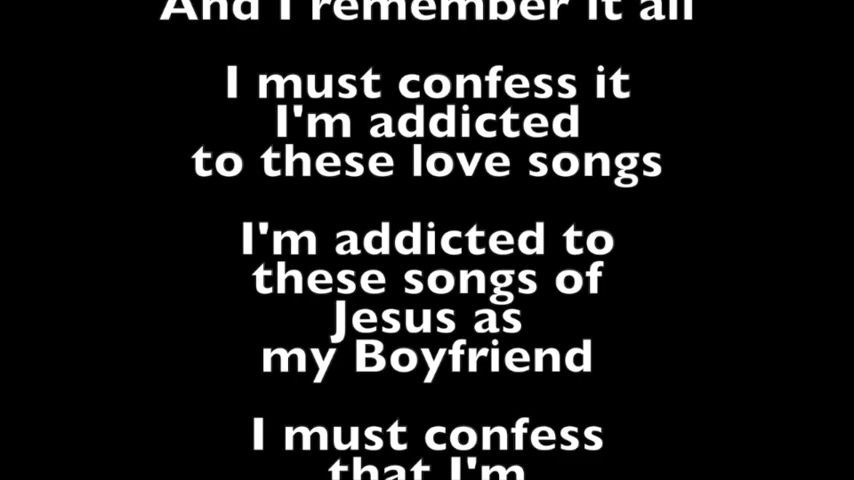 And I remember it all
I must confess it
I'm addicted
to these love songs
I'm addicted to
these songs of
Jesus as
my Boyfriend
I must confess
that I'm